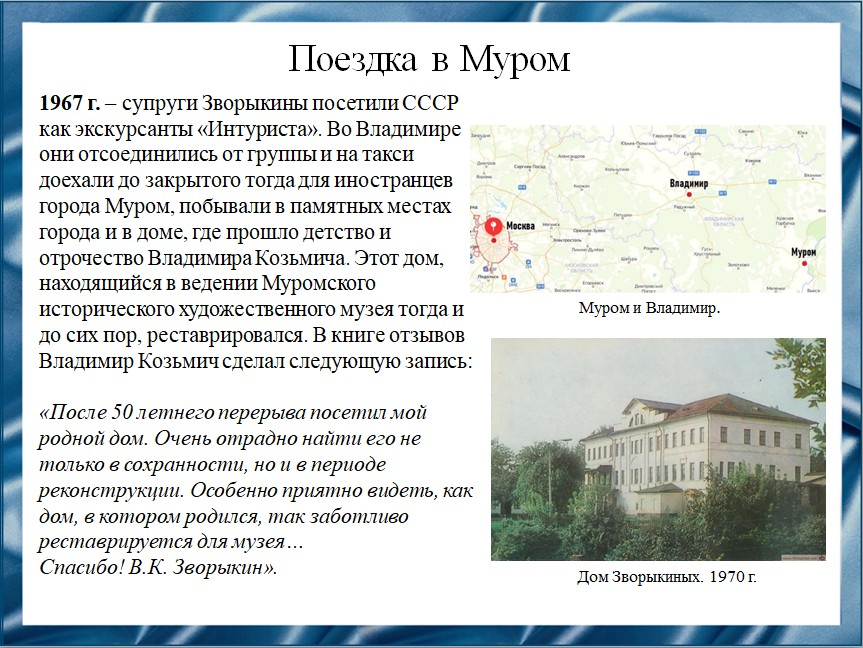 Поездка в Муром
1967 г. – супруги Зворыкины посетили СССР
как экскурсанты «Интуриста». Во Владимире
они отсоединились от группы и на такси
доехали до закрытого тогда для иностранцев
города Муром, побывали в памятных местах
города и в доме, где прошло детство и
отрочество Владимира Козьмича. Этот дом,
находящийся в ведении Муромского
исторического художественного музея тогда и
до сих пор, реставрировался. В книге отзывов
Владимир Козьмич сделал следующую запись:
«После 50 летнего перерыва посетил мой
родной дом. Очень отрадно найти его не
только в сохранности, но и в периоде
реконструкции. Особенно приятно видеть, как
дом, в котором родился, так заботливо
реставрируется для музея…
Спасибо! В.К. Зворыкин».
Владимир
Москва
Муром
Муром и Владимир.
Дом Зворыкиных. 1970 г.